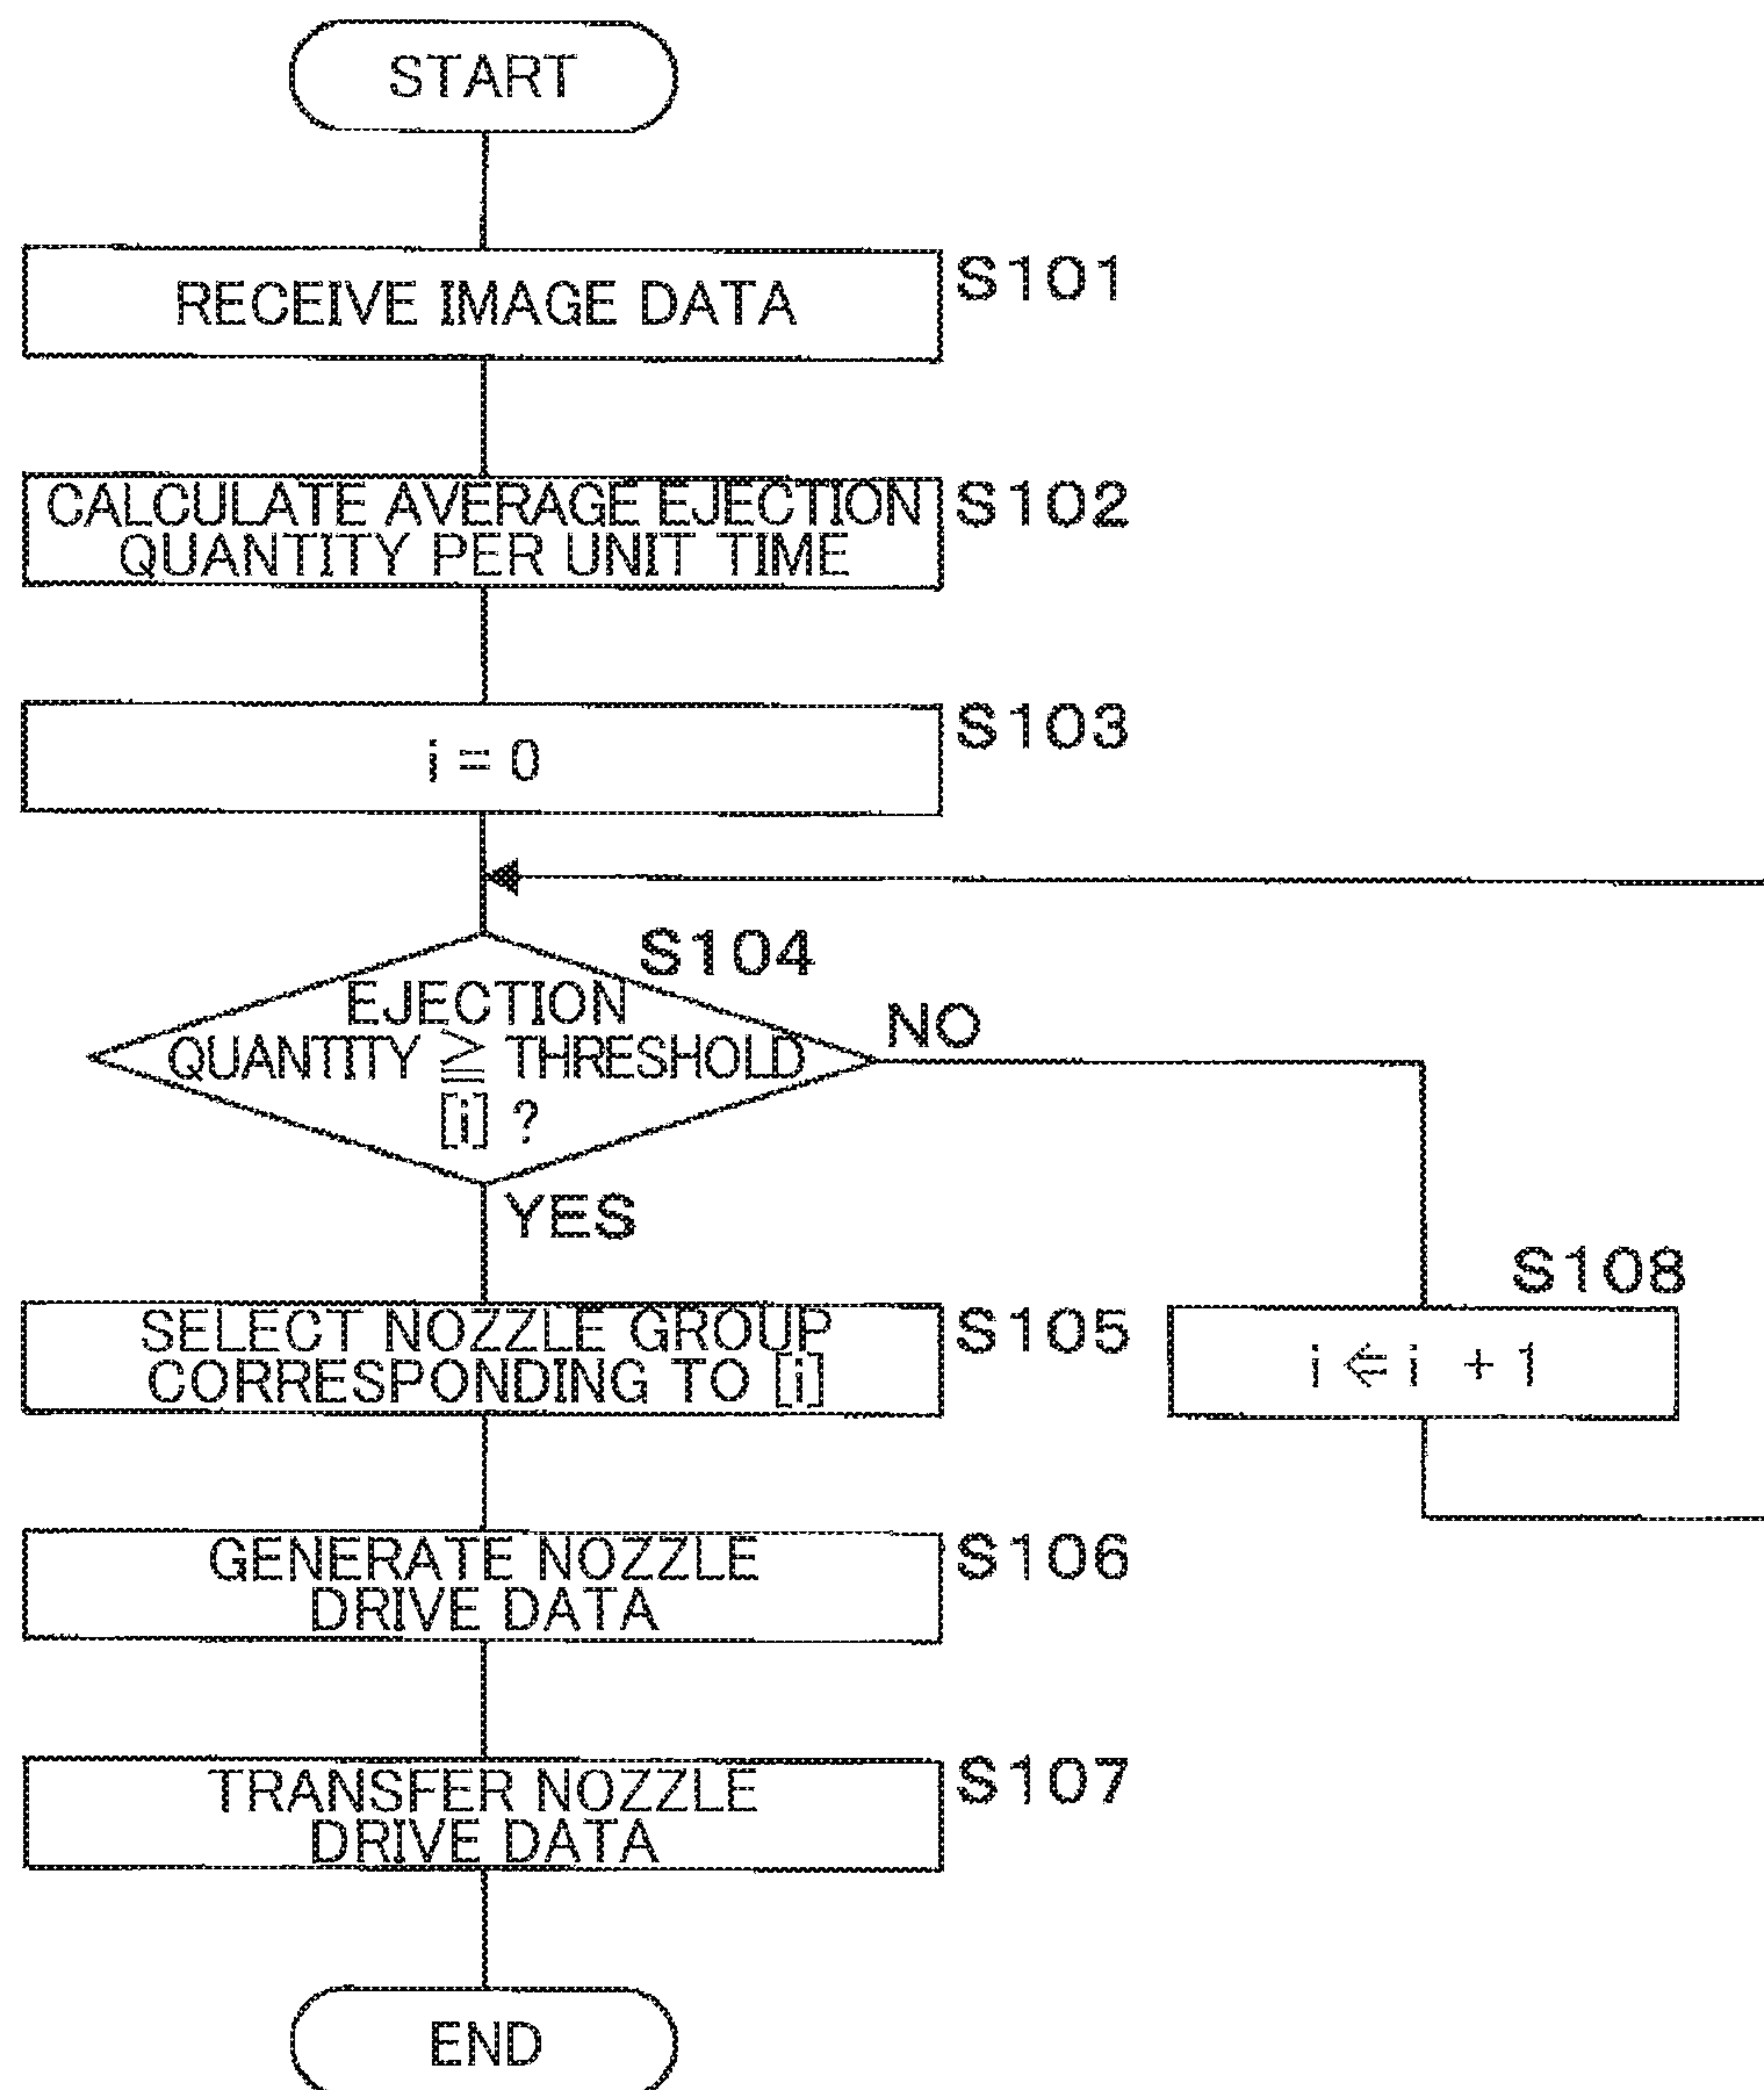 START
RECEIVE IMAGE DATA
S101
CALCULATE AVERAGE EJECTION
QUANTITY PER UNIT TIME
S102
i = 0
S103
S104
EJECTION
QUANTITY ≧ THRESHOLD
[i] ?
NO
YES
SELECT NOZZLE GROUP
CORRESPONDING TO [i]
S105
S108
i ⇐ i + 1
GENERATE NOZZLE
DRIVE DATA
S106
TRANSFER NOZZLE
DRIVE DATA
S107
END